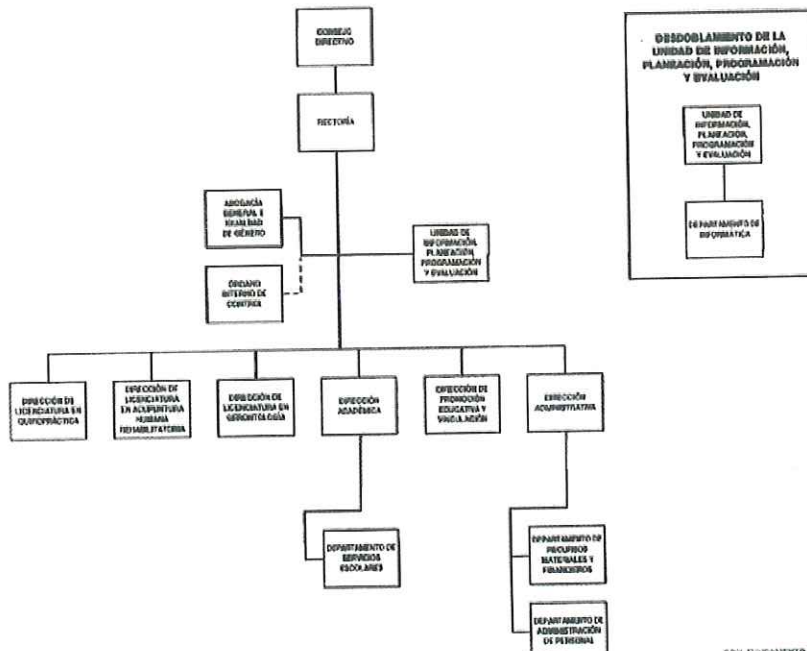 CONSEJO
DIRECTIVO
RECTORÍA
ABOGACÍA
GENERAL E
IGUALDAD
DE GÉNERO
ÓRGANO
INTERNO DE
CONTROL
UNIDAD DE
INFORMACIÓN,
PLANEACIÓN,
PROGRAMACIÓN
Y EVALUACIÓN
DIRECCIÓN DE
LICENCIATURA EN
QUIROPRÁCTICA
DIRECCIÓN DE
LICENCIATURA
EN ACUPUNTURA
HUMANA
REHABILITATORIA
DIRECCIÓN DE
LICENCIATURA EN
GERONTOLOGÍA
DIRECCIÓN
ACADÉMICA
DIRECCIÓN DE
PROMOCIÓN
EDUCATIVA Y
VINCULACIÓN
DIRECCIÓN
ADMINISTRATIVA
DEPARTAMENTO DE
SERVICIOS
ESCOLARES
DEPARTAMENTO DE
RECURSOS
MATERIALES Y
FINANCIEROS
DEPARTAMENTO DE
ADMINISTRACIÓN
DE PERSONAL
DESDOBLAMIENTO DE LA
UNIDAD DE INFORMACIÓN,
PLANEACIÓN, PROGRAMACIÓN
Y EVALUACIÓN
UNIDAD DE
INFORMACIÓN,
PLANEACIÓN,
PROGRAMACIÓN
Y EVALUACIÓN
DEPARTAMENTO DE
INFORMÁTICA